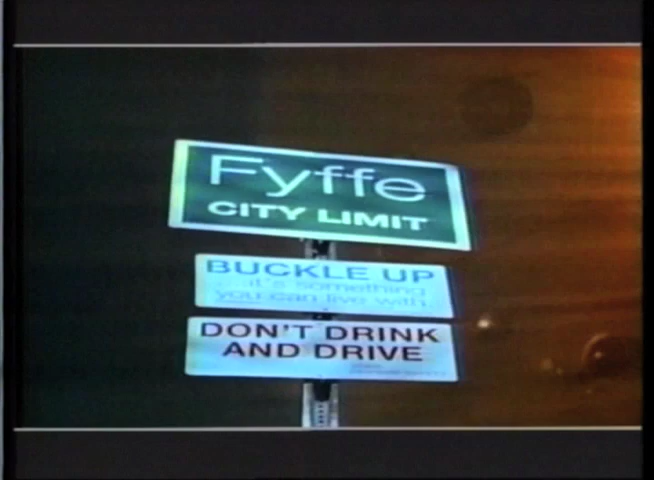 Fyffe
CITY LIMIT
BUCKLE UP
it's something
you can live with.
DON'T DRINK
AND DRIVE